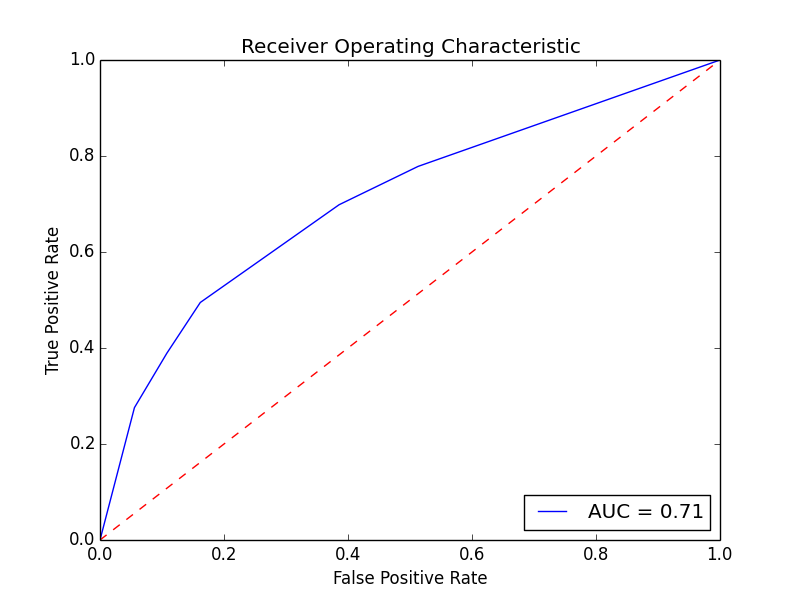 Receiver Operating Characteristic
1.0
0.8
0.6
0.4
0.2
0.0
True Positive Rate
AUC = 0.71
0.0 0.2 0.4 0.6 0.8 1.0
False Positive Rate